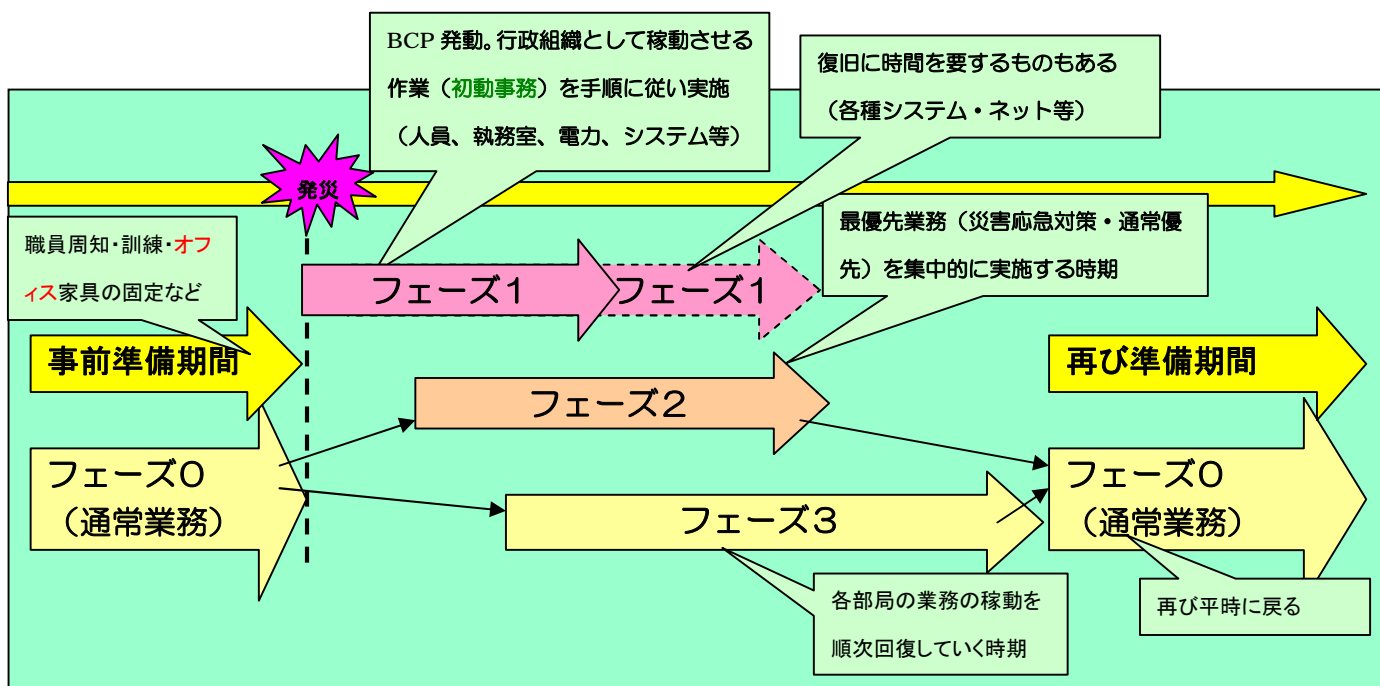 BCP 発動。行政組織として稼動させる
作業（初動事務）を手順に従い実施
（人員、執務室、電力、システム等）
復旧に時間を要するものもある
（各種システム・ネット等）
発災
職員周知・訓練・オフ
ィス家具の固定など
最優先業務（災害応急対策・通常優
先）を集中的に実施する時期
フェーズ１
フェーズ１
事前準備期間
再び準備期間
フェーズ２
フェーズ０
（通常業務）
フェーズ３
フェーズ０
（通常業務）
各部局の業務の稼動を
順次回復していく時期
再び平時に戻る